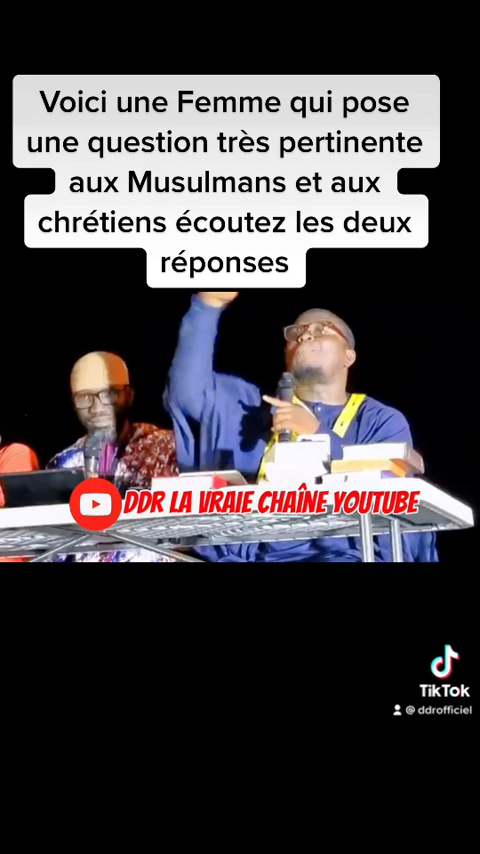 Voici une Femme qui pose
une question très pertinente
aux Musulmans et aux
chrétiens écoutez les deux
réponses
DDR LA VRAIE CHAÎNE YOUTUBE
TikTok
@ ddrofficiel